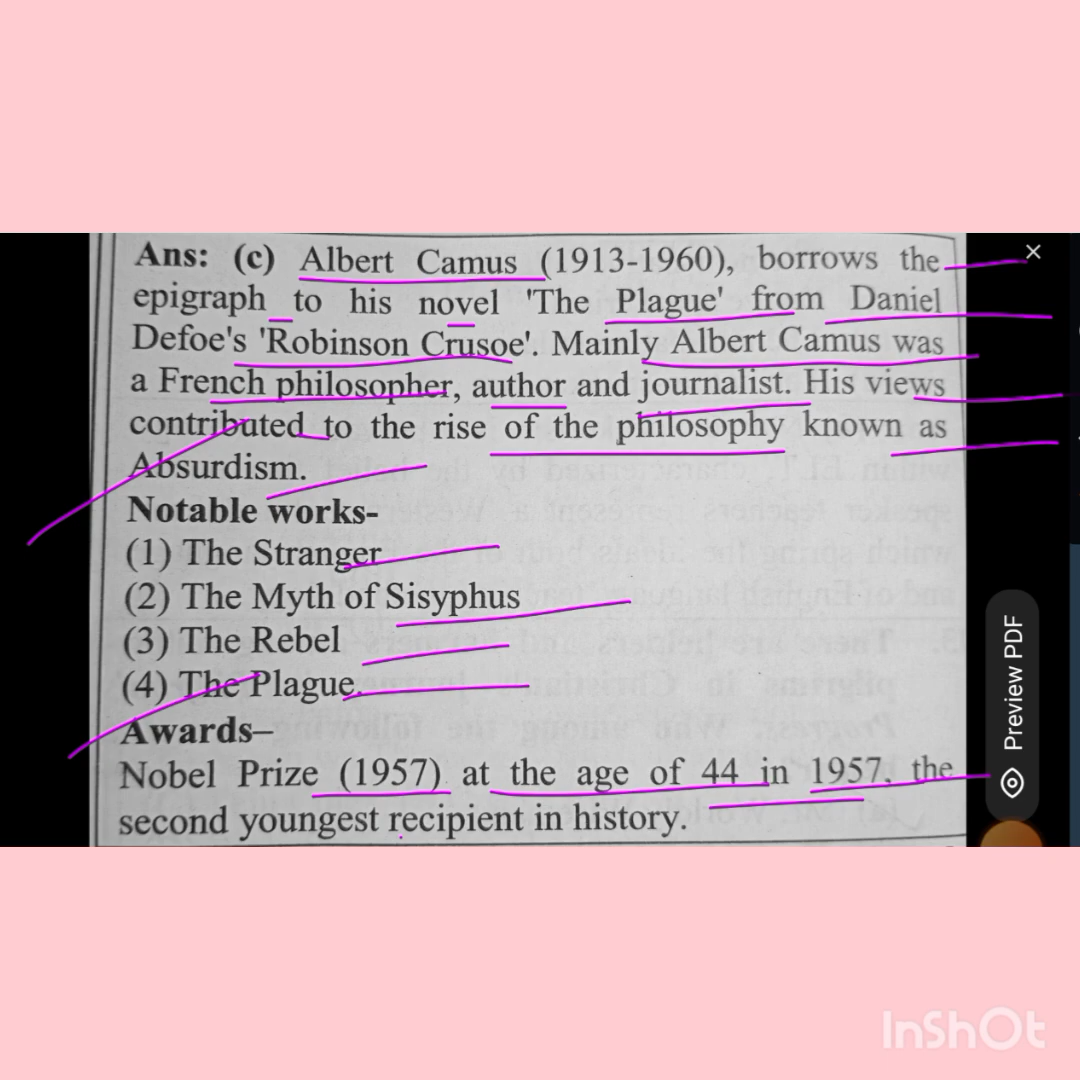 Ans: (c) Albert Camus (1913-1960), borrows the
epigraph to his novel 'The Plague' from Daniel
Defoe's 'Robinson Crusoe'. Mainly Albert Camus was
a French philosopher, author and journalist. His views
contributed to the rise of the philosophy known as
Absurdism.
Notable works-
(1) The Stranger
(2) The Myth of Sisyphus
(3) The Rebel
(4) The Plague.
Awards–
Nobel Prize (1957) at the age of 44 in 1957, the
second youngest recipient in history.
Preview PDF
InShOt